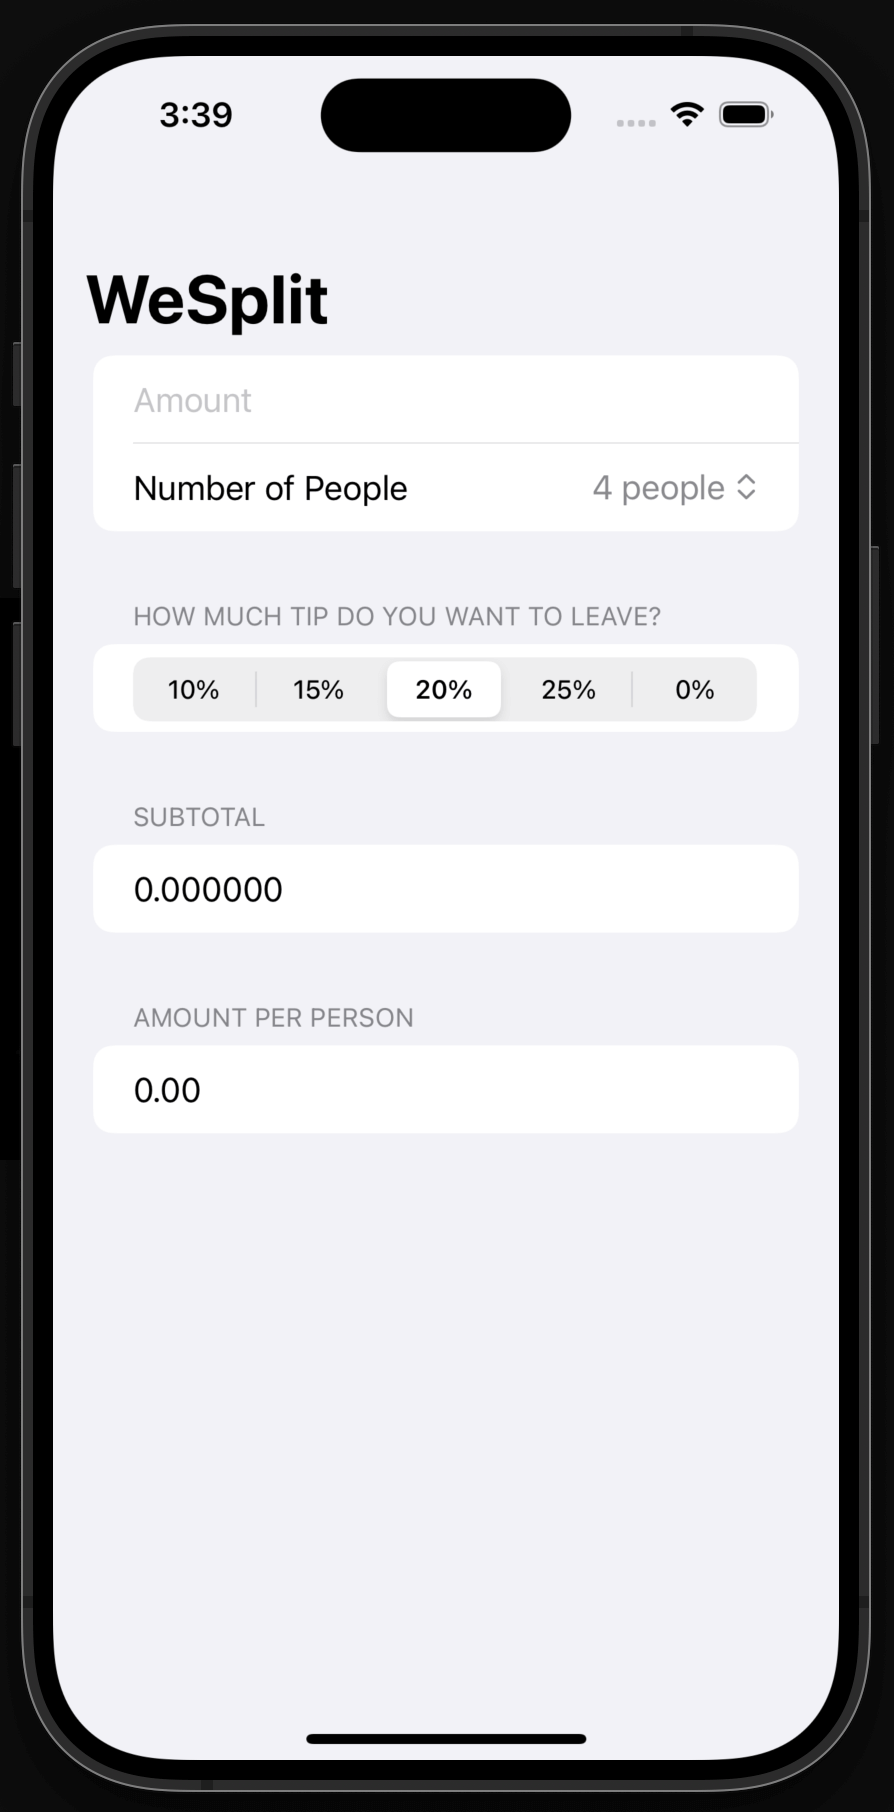 3:39
WeSplit
Amount
Number of People 4 people
HOW MUCH TIP DO YOU WANT TO LEAVE?
10% 15% 20% 25% 0%
SUBTOTAL
0.000000
AMOUNT PER PERSON
0.00